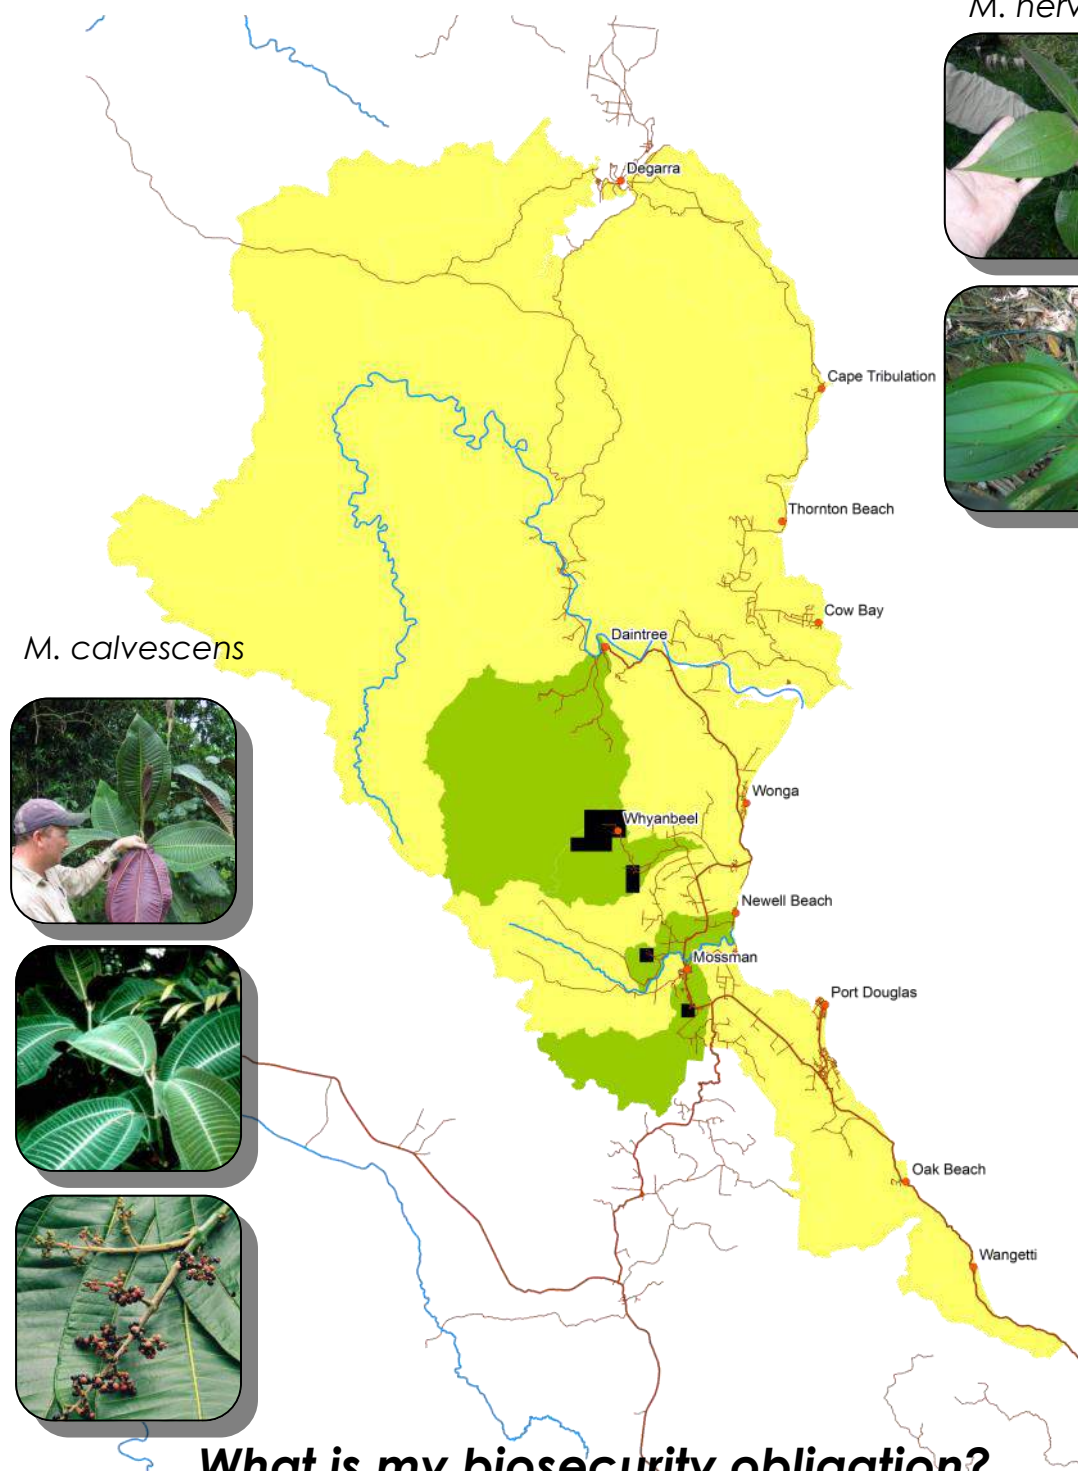 M. nerv
Degarra
Cape Tribulation
Thornton Beach
Cow Bay
Daintree
M. calvescens
Wonga
Whyanbeel
Newell Beach
Mossman
Port Douglas
Oak Beach
Wangetti
What is my biosecurity obligation?